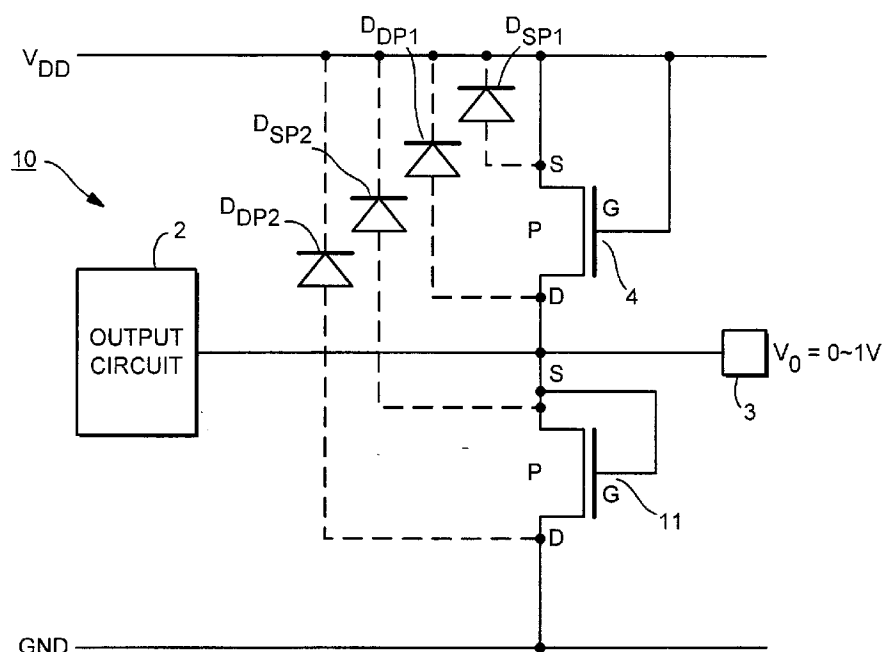 D_DP1
D_SP1
V_DD
D_SP2
10
S
D_DP2
G
2
P
4
D
OUTPUT
CIRCUIT
V_0 = 0~1V
S
3
P
G
11
D
GND